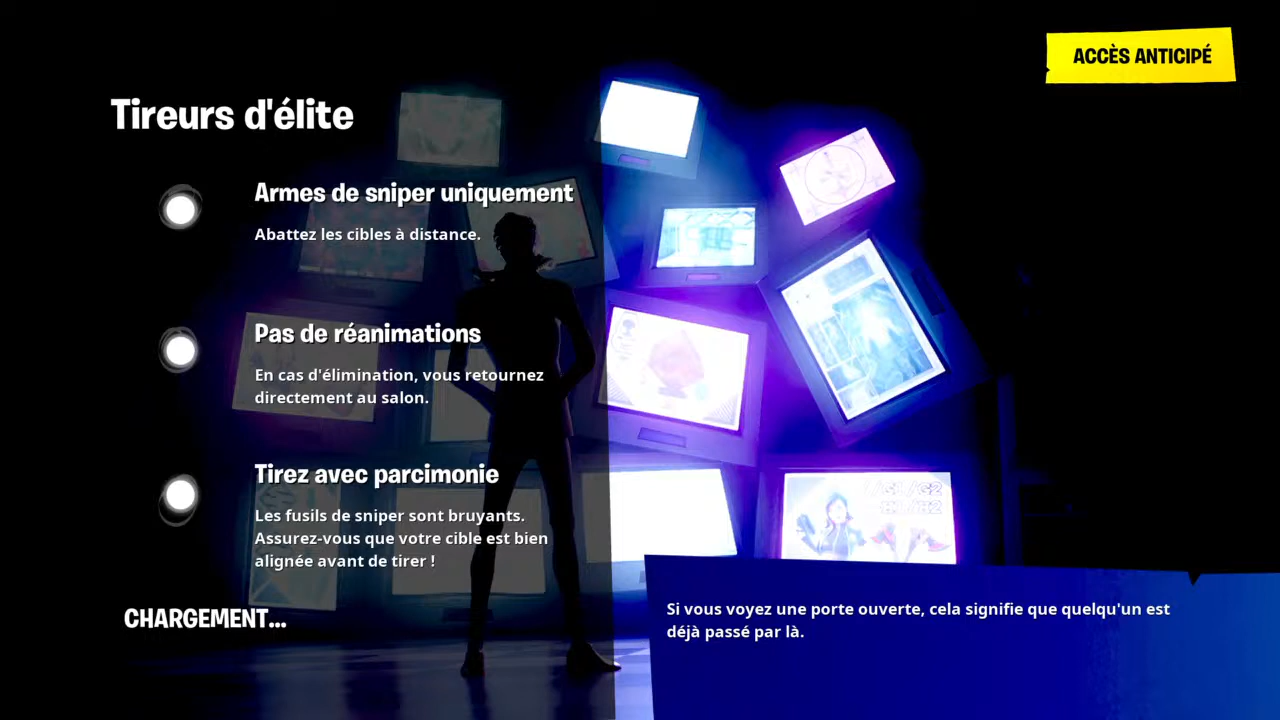 ACCÈS ANTICIPÉ
Tireurs d'élite
Armes de sniper uniquement
Abattez les cibles à distance.
Pas de réanimations
En cas d'élimination, vous retournez
directement au salon.
Tirez avec parcimonie
Les fusils de sniper sont bruyants.
Assurez-vous que votre cible est bien
alignée avant de tirer !
CHARGEMENT...
Si vous voyez une porte ouverte, cela signifie que quelqu'un est
déjà passé par là.